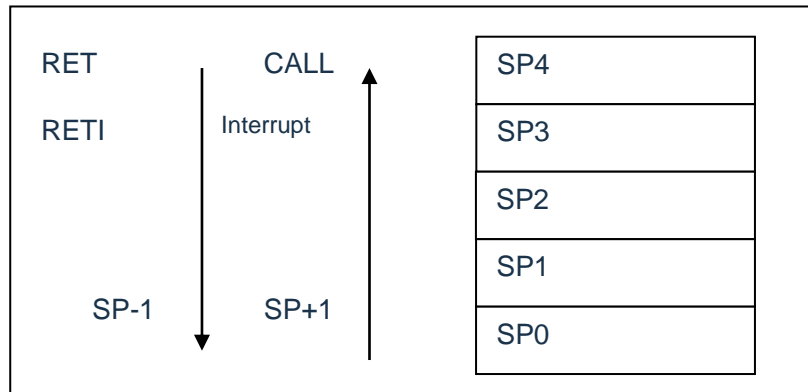 RET CALL SP4
RETI Interrupt SP3
SP2
SP1
SP-1 SP+1
SP0